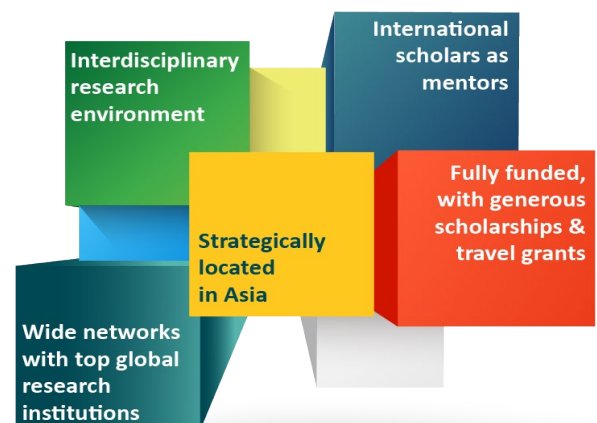 Interdisciplinary
research
environment
International
scholars as
mentors
Strategically
located
in Asia
Fully funded,
with generous
scholarships &
travel grants
Wide networks
with top global
research
institutions